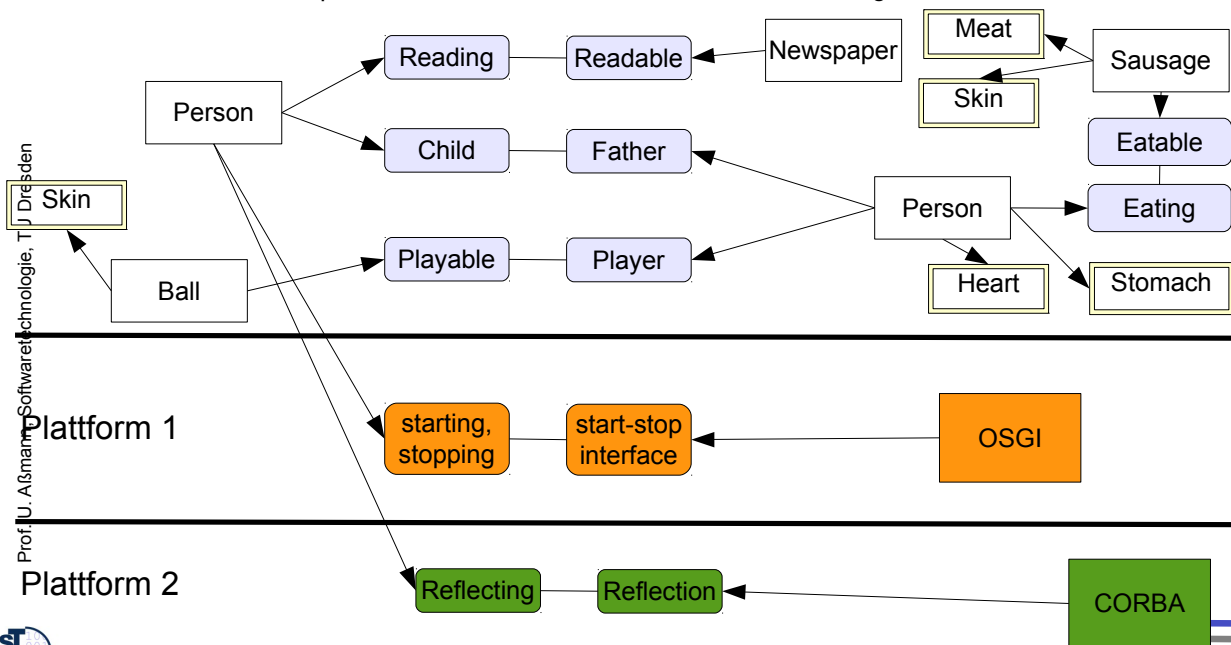 Reading
Readable
Newspaper
Meat
Sausage
Skin
Person
Child
Father
Eatable
Skin
Person
Eating
Playable
Player
Ball
Heart
Stomach
Plattform 1
starting,
stopping
start-stop
interface
OSGI
Plattform 2
Reflecting
Reflection
CORBA
Prof. U. Aßmann, Softwaretechnologie, TU Dresden
ST